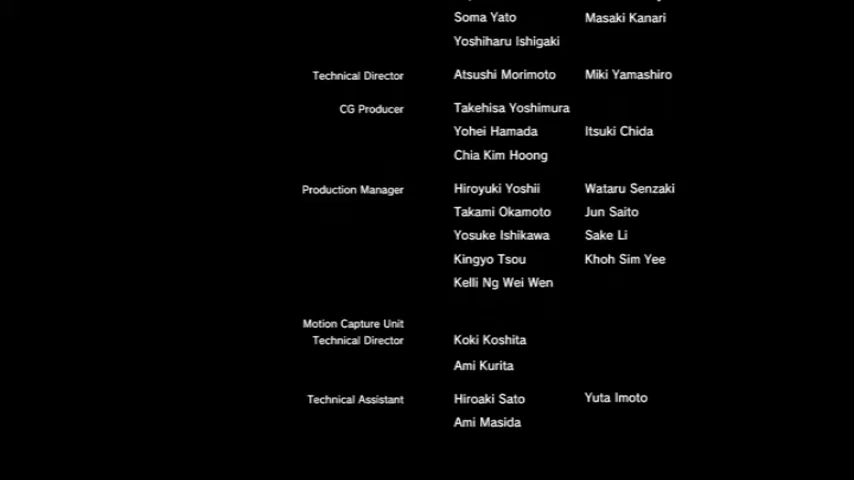 Soma Yato Masaki Kanari
Yoshiharu Ishigaki
Technical Director Atsushi Morimoto Miki Yamashiro
CG Producer Takehisa Yoshimura
Yohei Hamada Itsuki Chida
Chia Kim Hoong
Production Manager Hiroyuki Yoshii Wataru Senzaki
Takami Okamoto Jun Saito
Yosuke Ishikawa Sake Li
Kingyo Tsou Khoh Sim Yee
Kelli Ng Wei Wen
Motion Capture Unit
Technical Director Koki Koshita
Ami Kurita
Technical Assistant Hiroaki Sato Yuta Imoto
Ami Masida